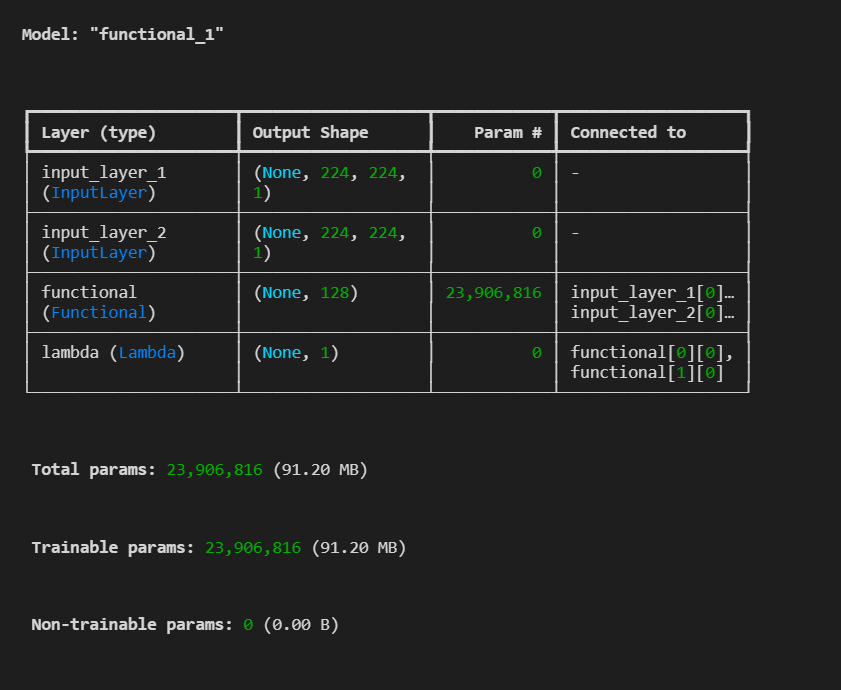 Model: "functional_1"
Layer (type) Output Shape Param # Connected to
input_layer_1 (None, 224, 224, 0 -
(InputLayer) 1)
input_layer_2 (None, 224, 224, 0 -
(InputLayer) 1)
functional (None, 128) 23,906,816 input_layer_1[0]…
(Functional) input_layer_2[0]…
lambda (Lambda) (None, 1) 0 functional[0][0],
functional[1][0]
Total params: 23,906,816 (91.20 MB)
Trainable params: 23,906,816 (91.20 MB)
Non-trainable params: 0 (0.00 B)